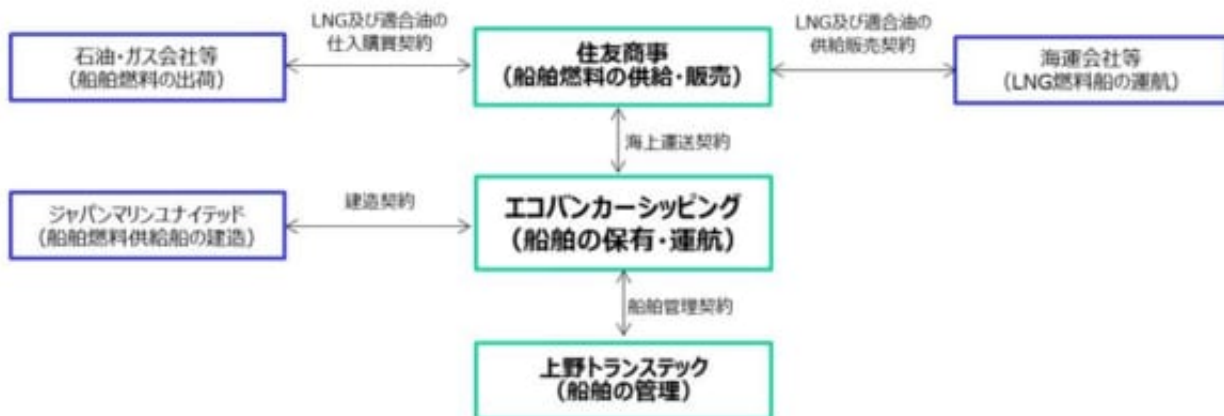 LNG及び適合油の
仕入購買契約
LNG及び適合油の
供給販売契約
石油・ガス会社等
(船舶燃料の出荷)
住友商事
(船舶燃料の供給・販売)
海運会社等
(LNG燃料船の運航)
海上運送契約
ジャパンマリンユナイテッド
(船舶燃料供給船の建造)
建造契約
エコバンカーシッピング
(船舶の保有・運航)
船舶管理契約
上野トランステック
(船舶の管理)